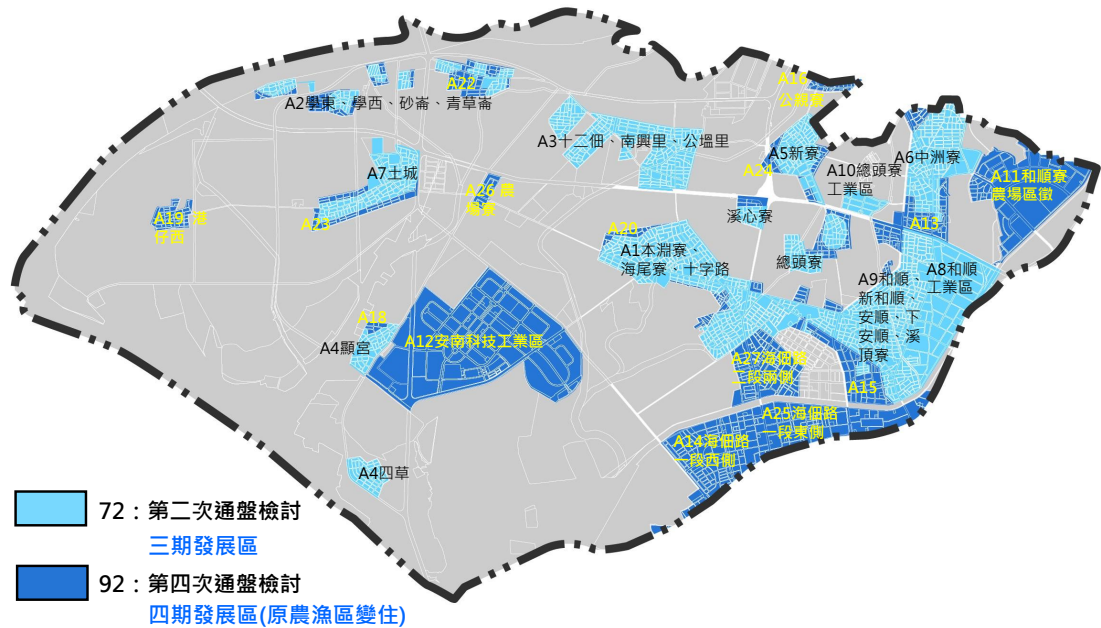 A16
公親寮
A22
A2學東、學西、砂崙、青草崙
A3十二佃、南興里、公塭里
A5新寮
A24
A10總頭寮
工業區
A6中洲寮
A11和順寮
農場區徵
A7土城
A26 農
場寮
A19 港
仔西
A23
溪心寮
A13
A20
A1本淵寮、
海尾寮、十字路
總頭寮
A8和順
工業區
A9和順、
新和順、
安順、下
安順、溪
頂寮
A18
A4顯宮
A12安南科技工業區
A27海佃路
二段兩側
A15
A25海佃路
一段東側
A14海佃路
一段西側
A4四草
72：第二次通盤檢討
三期發展區
92：第四次通盤檢討
四期發展區(原農漁區變住)